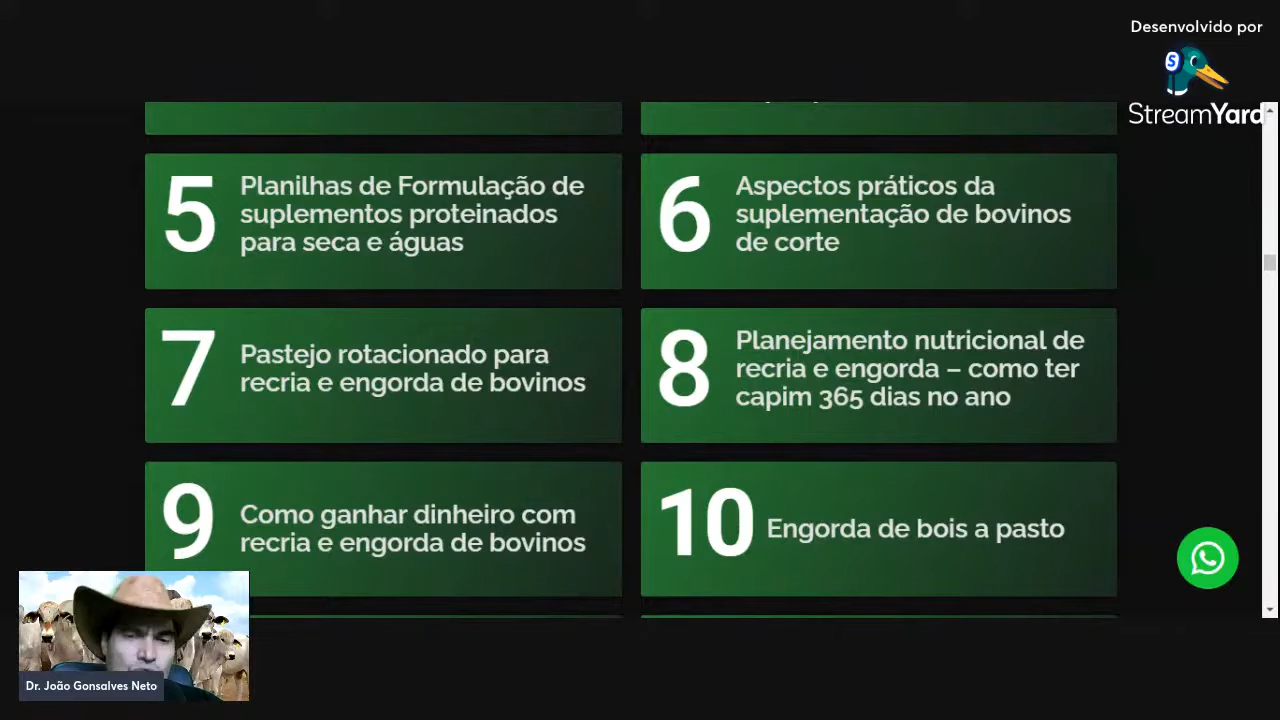 Desenvolvido por
StreamYard
5
Planilhas de Formulação de
suplementos proteinados
para seca e águas
6
Aspectos práticos da
suplementação de bovinos
de corte
7
Pastejo rotacionado para
recria e engorda de bovinos
8
Planejamento nutricional de
recria e engorda – como ter
capim 365 dias no ano
9
Como ganhar dinheiro com
recria e engorda de bovinos
10
Engorda de bois a pasto
Dr. João Gonsalves Neto